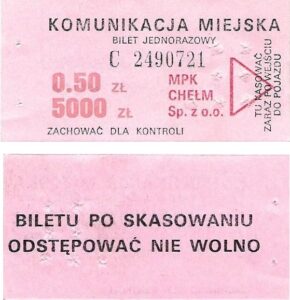 KOMUNIKACJA MIEJSKA
BILET JEDNORAZOWY
C 2490721
0.50 ZŁ
5000 ZŁ
MPK
CHEŁM
Sp. z o.o.
ZACHOWAĆ DLA KONTROLI
TU KASOWAĆ
ZARAZ PO WEJŚCIU
DO POJAZDU
BILETU PO SKASOWANIU
ODSTĘPOWAĆ NIE WOLNO